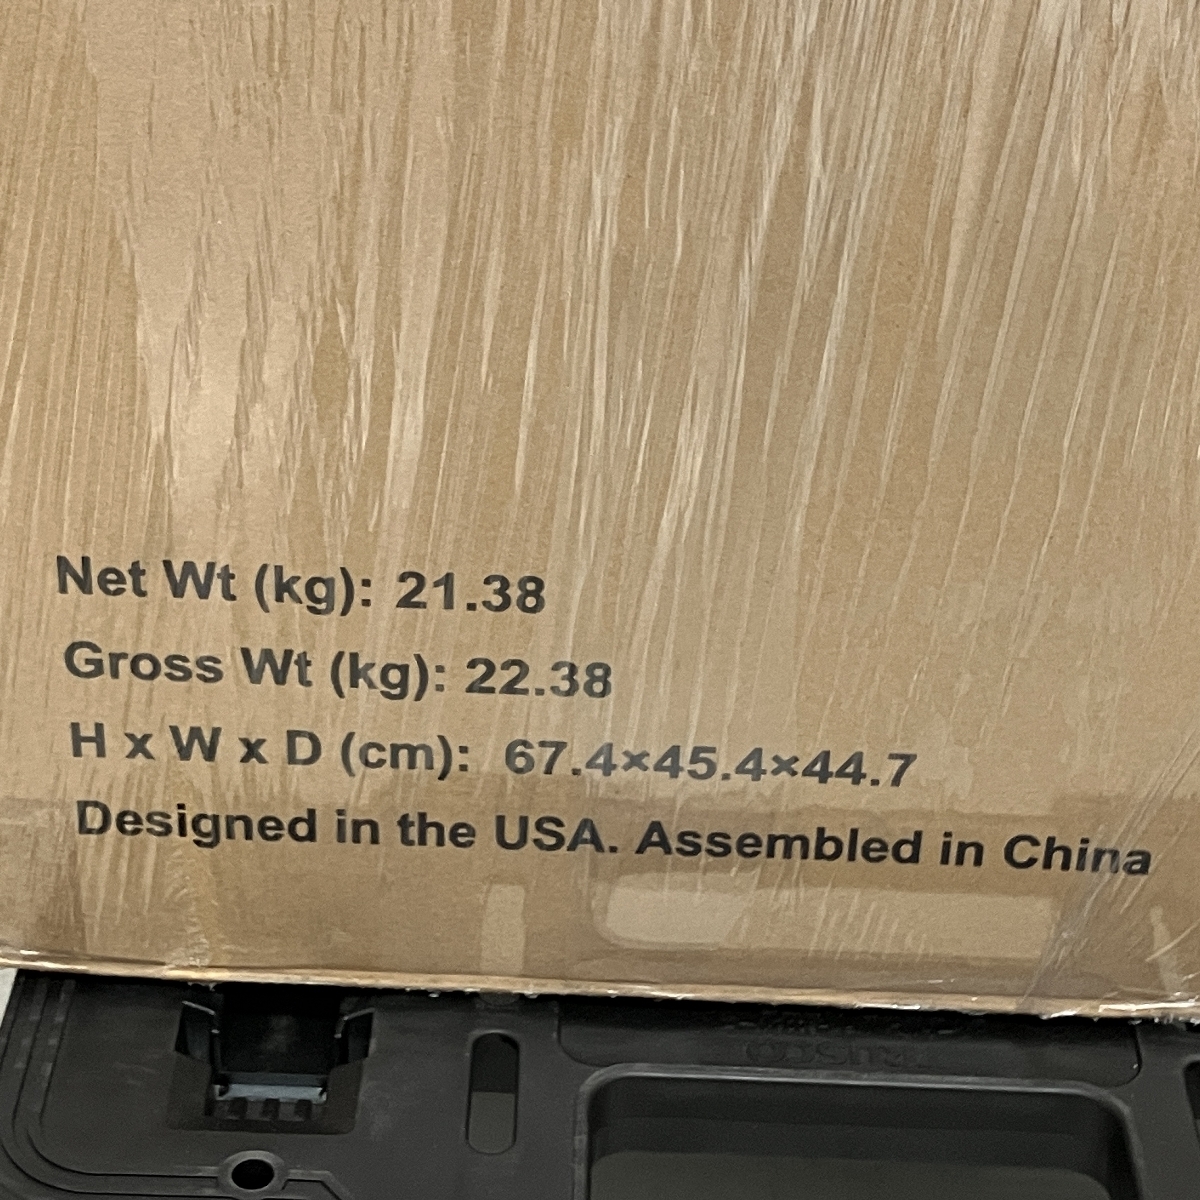 Net Wt (kg): 21.38
Gross Wt (kg): 22.38
H x W x D (cm): 67.4×45.4×44.7
Designed in the USA. Assembled in China